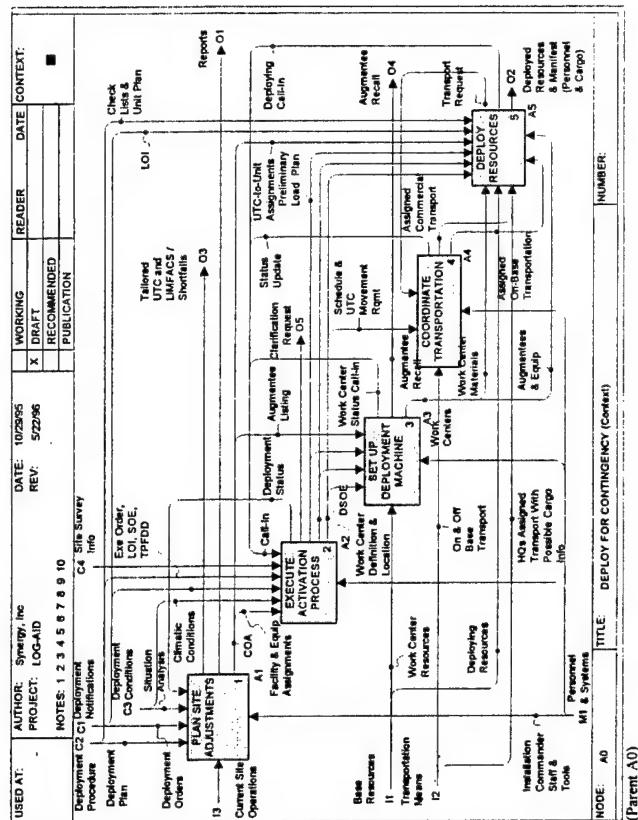 USED AT:
-
AUTHOR: Synergy, Inc
PROJECT: LOG-AID
NOTES: 1 2 3 4 5 6 7 8 9 10
DATE: 10/29/95
REV: 5/22/96
WORKING
X DRAFT
RECOMMENDED
PUBLICATION
READER
DATE
CONTEXT:
Deployment C2
Procedure
C1 Deployment
Notifications
C4 Site Survey
Info
Deployment
Plan
Deployment
C3 Conditions
Exe Order,
LOI, SOE,
TPFDD
Situation
Analysis
Deployment
Orders
Climatic Conditions
Call-In
Deployment
Status
Augmentee
Listing
Clarification
Request
Status
Update
Tailored
UTC and
LIMFACS /
Shortfalls
LOI
Check
Lists &
Unit Plan
Reports
O1
O3
O5
I3
PLAN SITE
ADJUSTMENTS
1
A1
Current Site
Operations
COA
Facility & Equip
Assignments
EXECUTE
ACTIVATION
PROCESS
2
A2
Work Center
Definition &
Location
DSOE
Work Center
Status Call-In
SET UP
DEPLOYMENT
MACHINE
3
A3
Schedule &
UTC
Movement
Rqmt
UTC-to-Unit
Assignments
Preliminary
Load Plan
Deploying
Call-In
Augmentee
Recall
O4
Augmentee
Recall
Assigned
Commercial
Transport
Transport
Request
COORDINATE
TRANSPORTATION
4
A4
Work
Centers
Work Center
Materials
Assigned
On-Base
Transportation
Augmentees
& Equip
DEPLOY
RESOURCES
5
A5
O2
Deployed
Resources
& Manifest
(Personnel
& Cargo)
Base
Resources
I1
Transportation
Means
I2
Work Center
Resources
Deploying
Resources
On & Off
Base
Transport
HQ's Assigned
Transport With
Possible Cargo
Info
Installation
Commander
Staff &
Tools
Personnel
M1 & Systems
NODE: A0
TITLE: DEPLOY FOR CONTINGENCY (Context)
NUMBER:
(Parent A0)